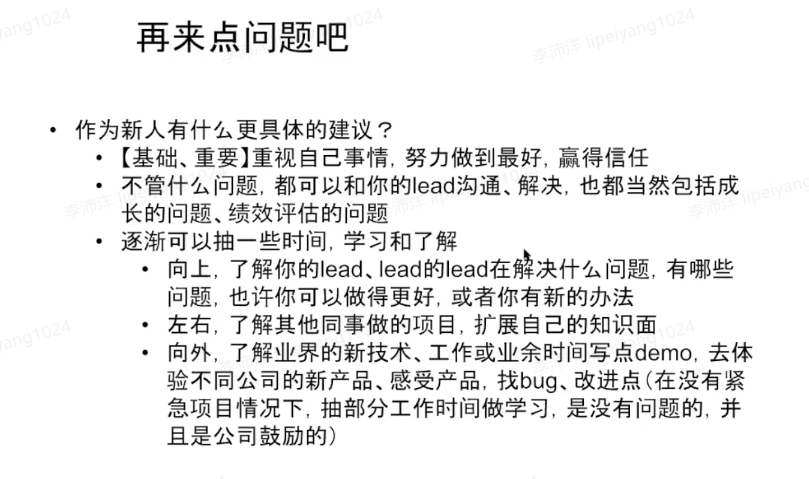 再来点问题吧
• 作为新人有什么更具体的建议？
• 【基础、重要】重视自己事情, 努力做到最好, 赢得信任
• 不管什么问题, 都可以和你的lead沟通、解决, 也都当然包括成
长的问题、绩效评估的问题
• 逐渐可以抽一些时间, 学习和了解
• 向上, 了解你的lead、lead的lead在解决什么问题, 有哪些
问题, 也许你可以做得更好, 或者你有新的办法
• 左右, 了解其他同事做的项目, 扩展自己的知识面
• 向外, 了解业界的新技术、工作或业余时间写点demo, 去体
验不同公司的新产品、感受产品, 找bug、改进点(在没有紧
急项目情况下, 抽部分工作时间做学习, 是没有问题的, 并
且是公司鼓励的)
李沛洋 lipeiyang1024